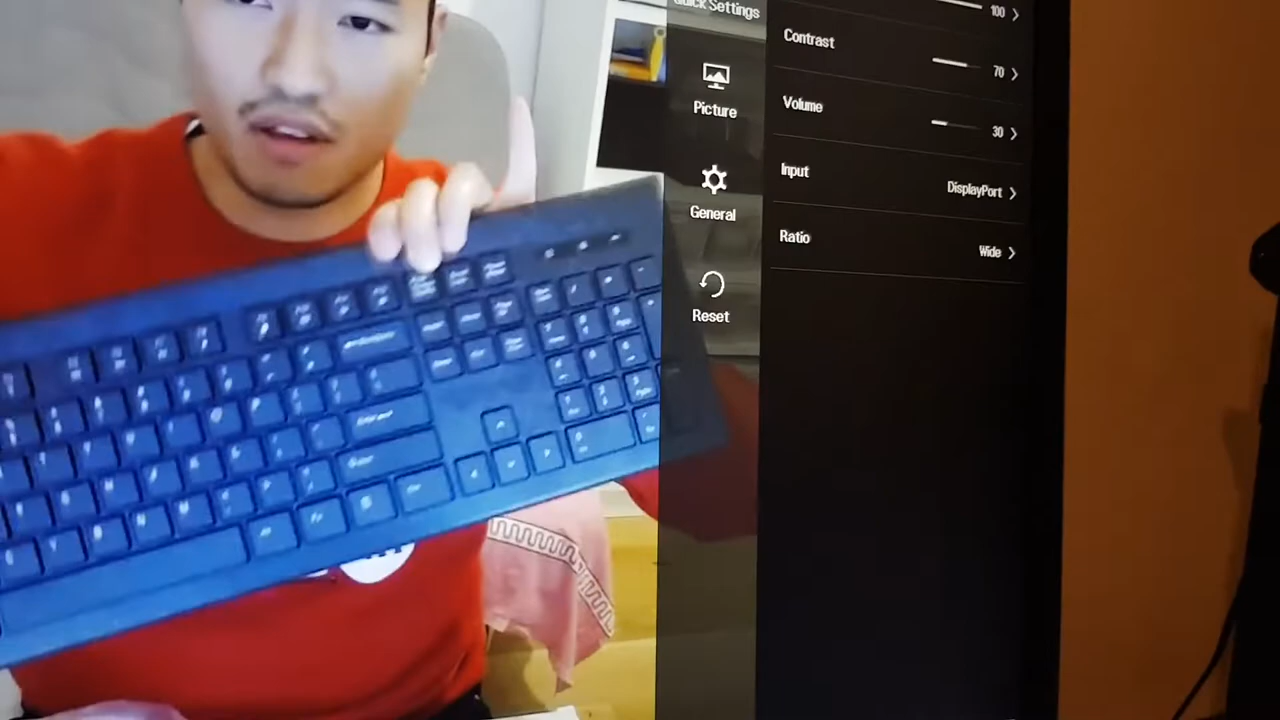 Quick Settings
100
Contrast
70
Picture
Volume
30
Input
DisplayPort
General
Ratio
Wide
Reset